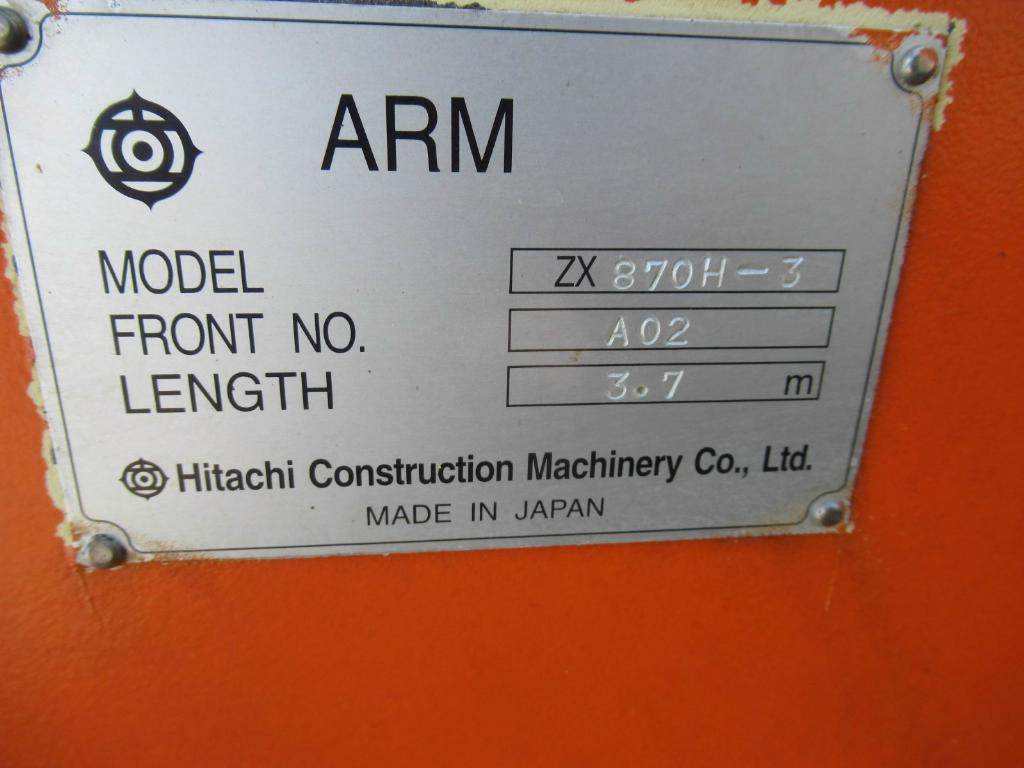 ARM
MODEL ZX 870H-3
FRONT NO. A02
LENGTH 3.7 m
Hitachi Construction Machinery Co., Ltd.
MADE IN JAPAN